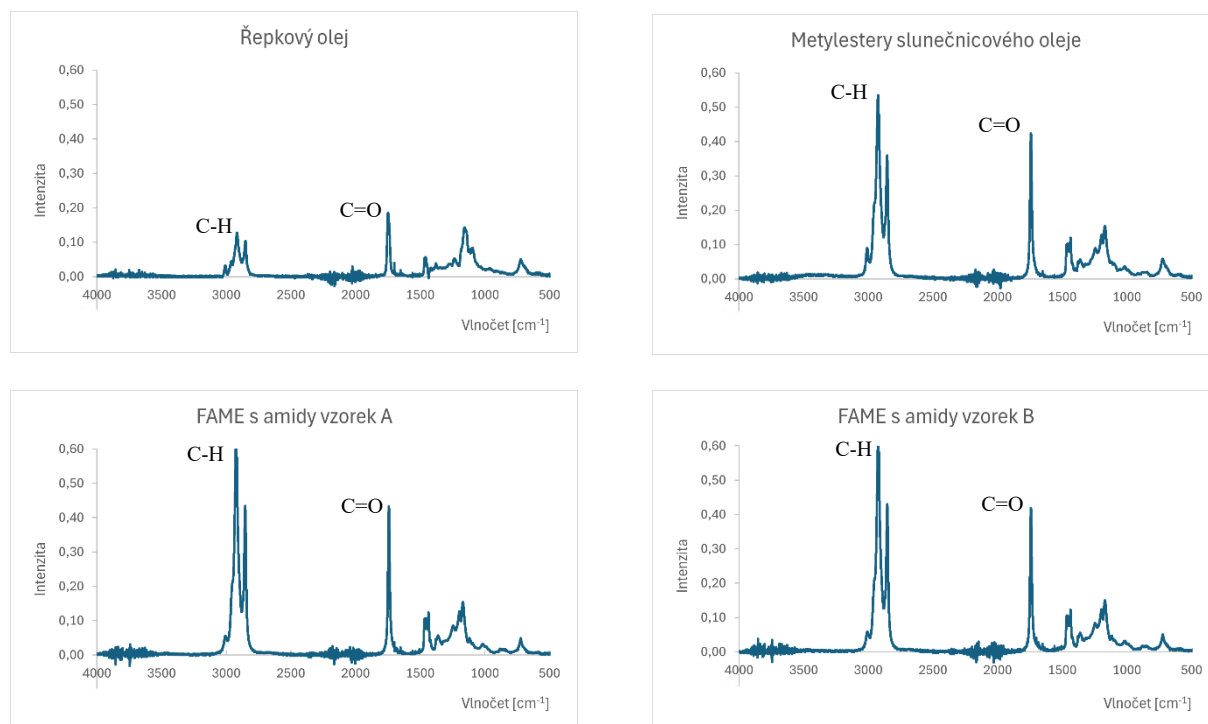 Řepkový olej
0,60
0,50
0,40
0,30
0,20
0,10
0,00
Intenzita
C-H
C=O
4000 3500 3000 2500 2000 1500 1000 500
Vlnočet [cm⁻¹]
Metylestery slunečnicového oleje
0,60
0,50
0,40
0,30
0,20
0,10
0,00
Intenzita
C-H
C=O
4000 3500 3000 2500 2000 1500 1000 500
Vlnočet [cm⁻¹]
FAME s amidy vzorek A
0,60
0,50
0,40
0,30
0,20
0,10
0,00
Intenzita
C-H
C=O
4000 3500 3000 2500 2000 1500 1000 500
Vlnočet [cm⁻¹]
FAME s amidy vzorek B
0,60
0,50
0,40
0,30
0,20
0,10
0,00
Intenzita
C-H
C=O
4000 3500 3000 2500 2000 1500 1000 500
Vlnočet [cm⁻¹]